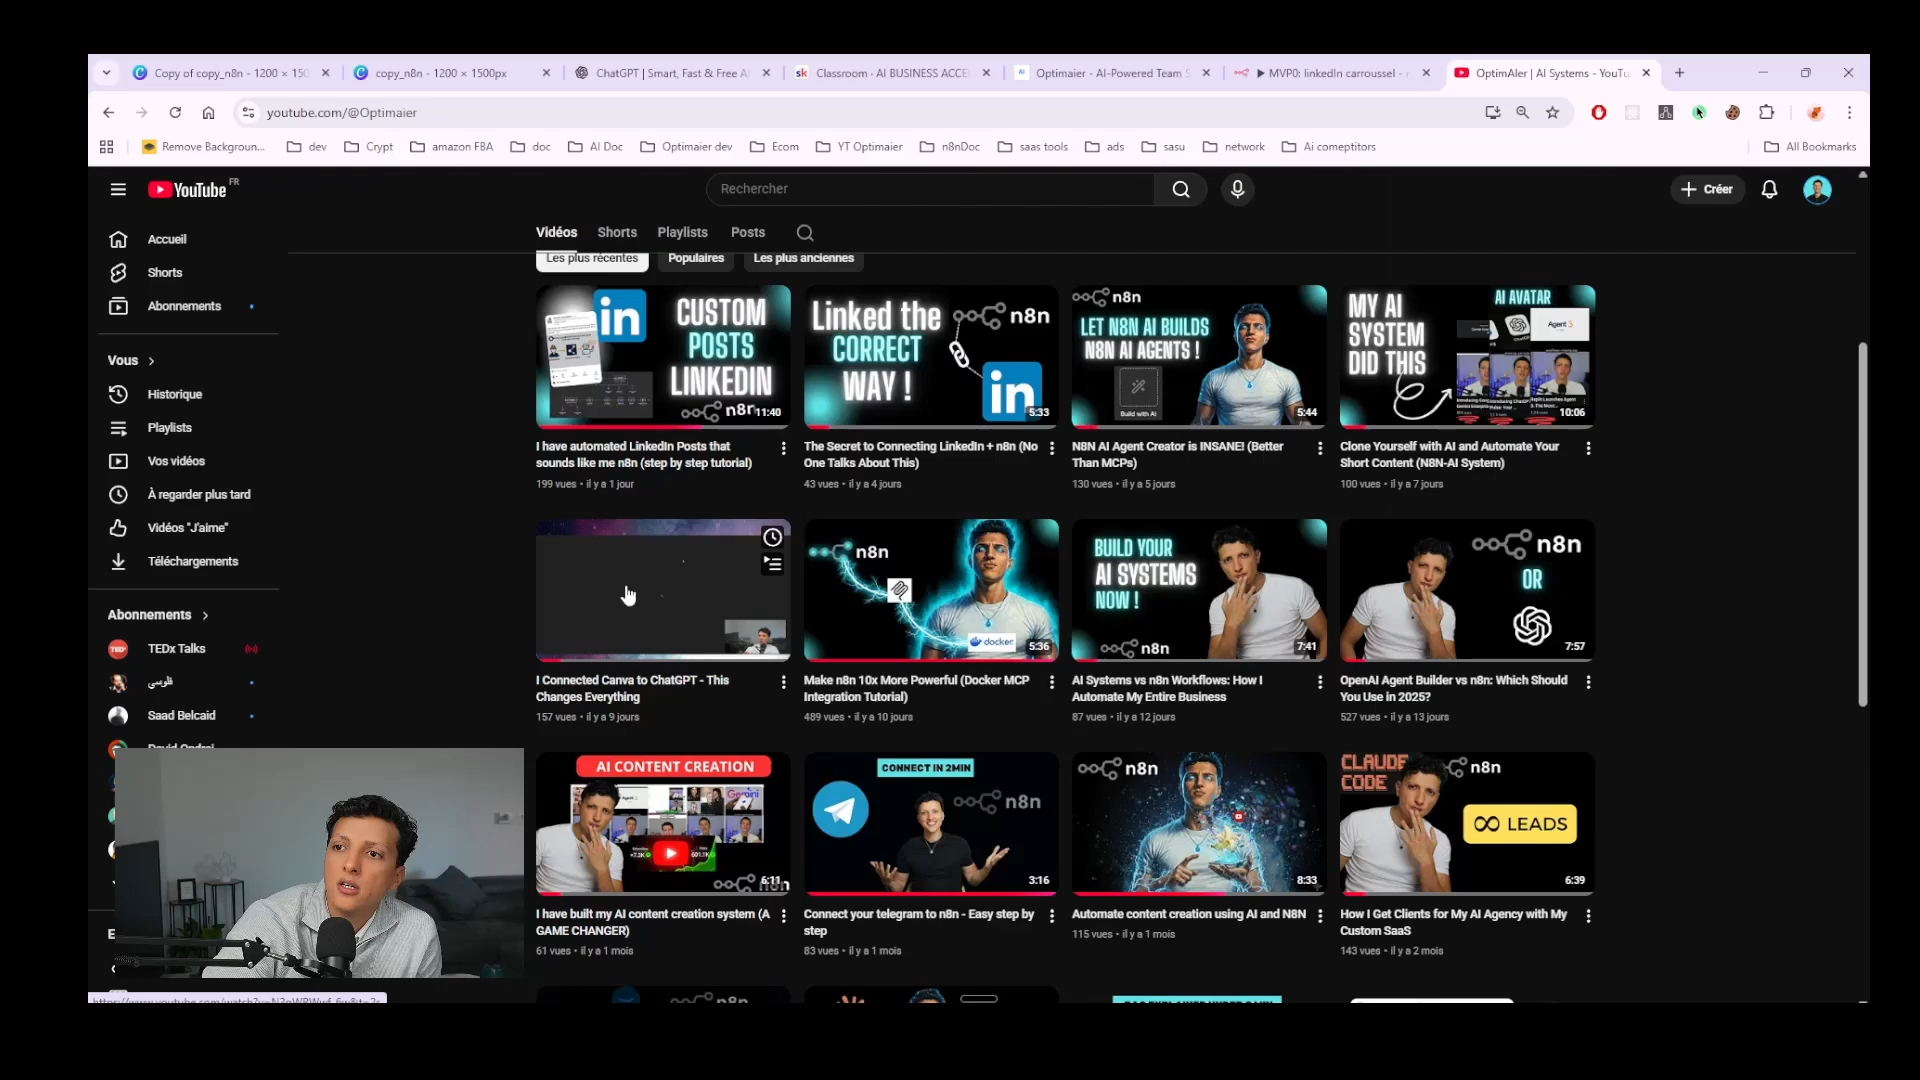 Copy of copy_n8n - 1200 × 150
copy_n8n - 1200 × 1500px
ChatGPT | Smart, Fast & Free A
Classroom · AI BUSINESS ACCE
Optimaier - AI-Powered Team S
MVP0: linkedIn carroussel -
OptimAIer | AI Systems - YouTu
youtube.com/@Optimaier
Remove Backgroun...
dev
Crypt
amazon FBA
doc
AI Doc
Optimaier dev
Ecom
YT Optimaier
n8nDoc
saas tools
ads
sasu
network
Ai comeptitors
All Bookmarks
YouTube FR
Rechercher
Créer
Accueil
Shorts
Abonnements
Vous
Historique
Playlists
Vos vidéos
À regarder plus tard
Vidéos "J'aime"
Téléchargements
Abonnements
TEDx Talks
فلوسي
Saad Belcaid
David Ondrej
Vidéos
Shorts
Playlists
Posts
Les plus récentes
Populaires
Les plus anciennes
in
CUSTOM
POSTS
LINKEDIN
n8n
11:40
I have automated LinkedIn Posts that
sounds like me n8n (step by step tutorial)
199 vues • il y a 1 jour
Linked the
CORRECT
WAY !
n8n
in
5:33
The Secret to Connecting LinkedIn + n8n (No
One Talks About This)
43 vues • il y a 4 jours
n8n
LET N8N AI BUILDS
N8N AI AGENTS !
Build with AI
5:44
N8N AI Agent Creator is INSANE! (Better
Than MCPs)
130 vues • il y a 5 jours
MY AI
SYSTEM
DID THIS
AI AVATAR
Agent 3
10:06
Clone Yourself with AI and Automate Your
Short Content (N8N-AI System)
100 vues • il y a 7 jours
I Connected Canva to ChatGPT - This
Changes Everything
157 vues • il y a 9 jours
n8n
docker
5:36
Make n8n 10x More Powerful (Docker MCP
Integration Tutorial)
489 vues • il y a 10 jours
BUILD YOUR
AI SYSTEMS
NOW !
n8n
7:41
AI Systems vs n8n Workflows: How I
Automate My Entire Business
87 vues • il y a 12 jours
n8n
OR
7:57
OpenAI Agent Builder vs n8n: Which Should
You Use in 2025?
527 vues • il y a 13 jours
AI CONTENT CREATION
n8n
6:11
I have built my AI content creation system (A
GAME CHANGER)
61 vues • il y a 1 mois
CONNECT IN 2MIN
n8n
3:16
Connect your telegram to n8n - Easy step by
step
83 vues • il y a 1 mois
n8n
8:33
Automate content creation using AI and N8N
115 vues • il y a 1 mois
CLAUDE
CODE
n8n
LEADS
6:39
How I Get Clients for My AI Agency with My
Custom SaaS
143 vues • il y a 2 mois
n8n